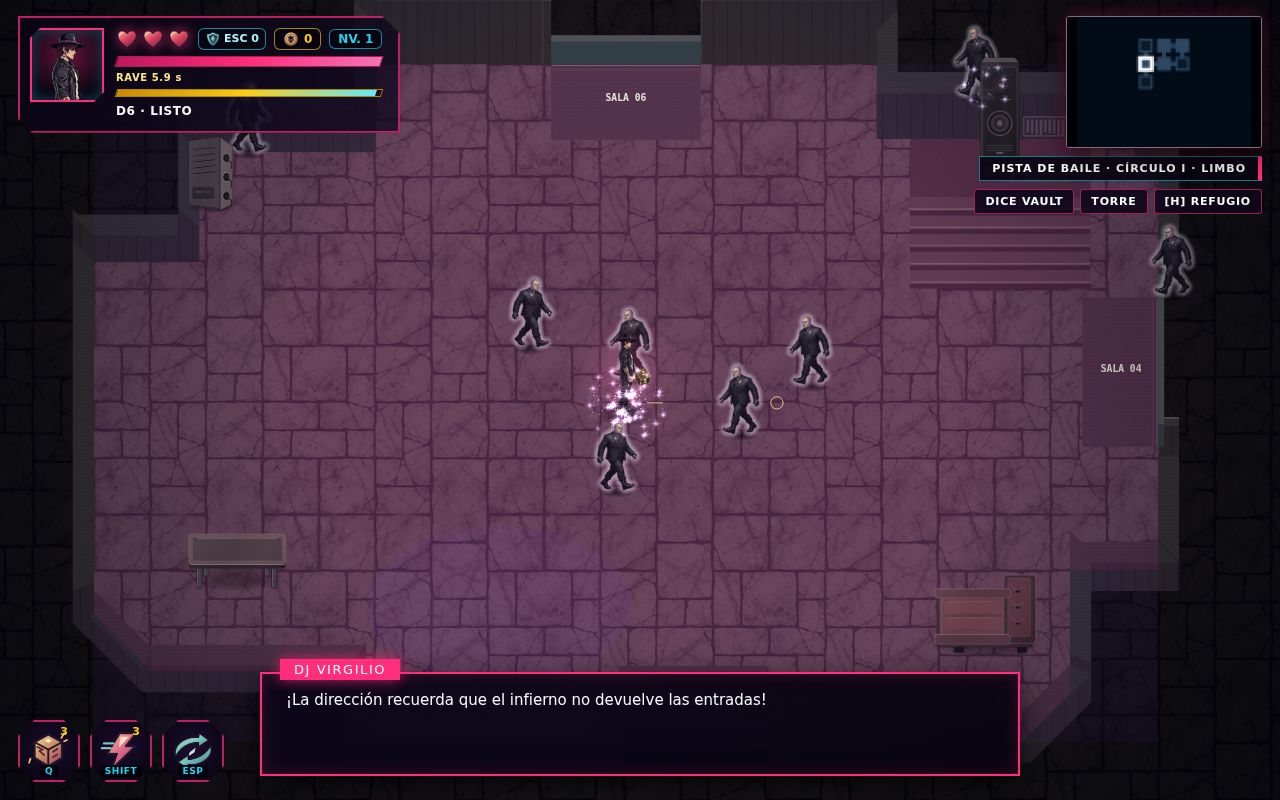 ESC 0
0
NV. 1
RAVE 5.9 s
D6 · LISTO
SALA 06
PISTA DE BAILE · CÍRCULO I · LIMBO
DICE VAULT
TORRE
[H] REFUGIO
SALA 04
DJ VIRGILIO
¡La dirección recuerda que el infierno no devuelve las entradas!
3
Q
3
SHIFT
ESP